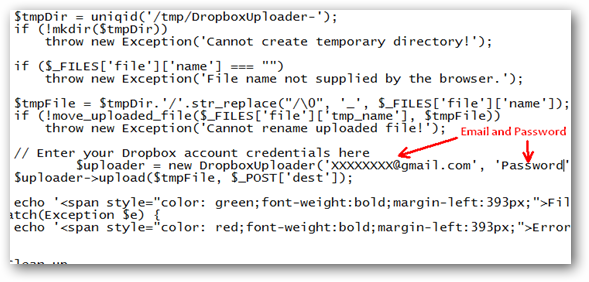 $tmpDir = uniqid('/tmp/DropboxUploader-');
if (!mkdir($tmpDir))
throw new Exception('Cannot create temporary directory!');
if ($_FILES['file']['name'] === "")
throw new Exception('File name not supplied by the browser.');
$tmpFile = $tmpDir.'/'.str_replace("/\0", '_', $_FILES['file']['name']);
if (!move_uploaded_file($_FILES['file']['tmp_name'], $tmpFile))
throw new Exception('Cannot rename uploaded file!');
Email and Password
// Enter your Dropbox account credentials here
$uploader = new DropboxUploader('XXXXXXXX@gmail.com', 'Password'
$uploader->upload($tmpFile, $_POST['dest']);
echo '<span style="color: green;font-weight:bold;margin-left:393px;">Fil
atch(Exception $e) {
echo '<span style="color: red;font-weight:bold;margin-left:393px;">Error